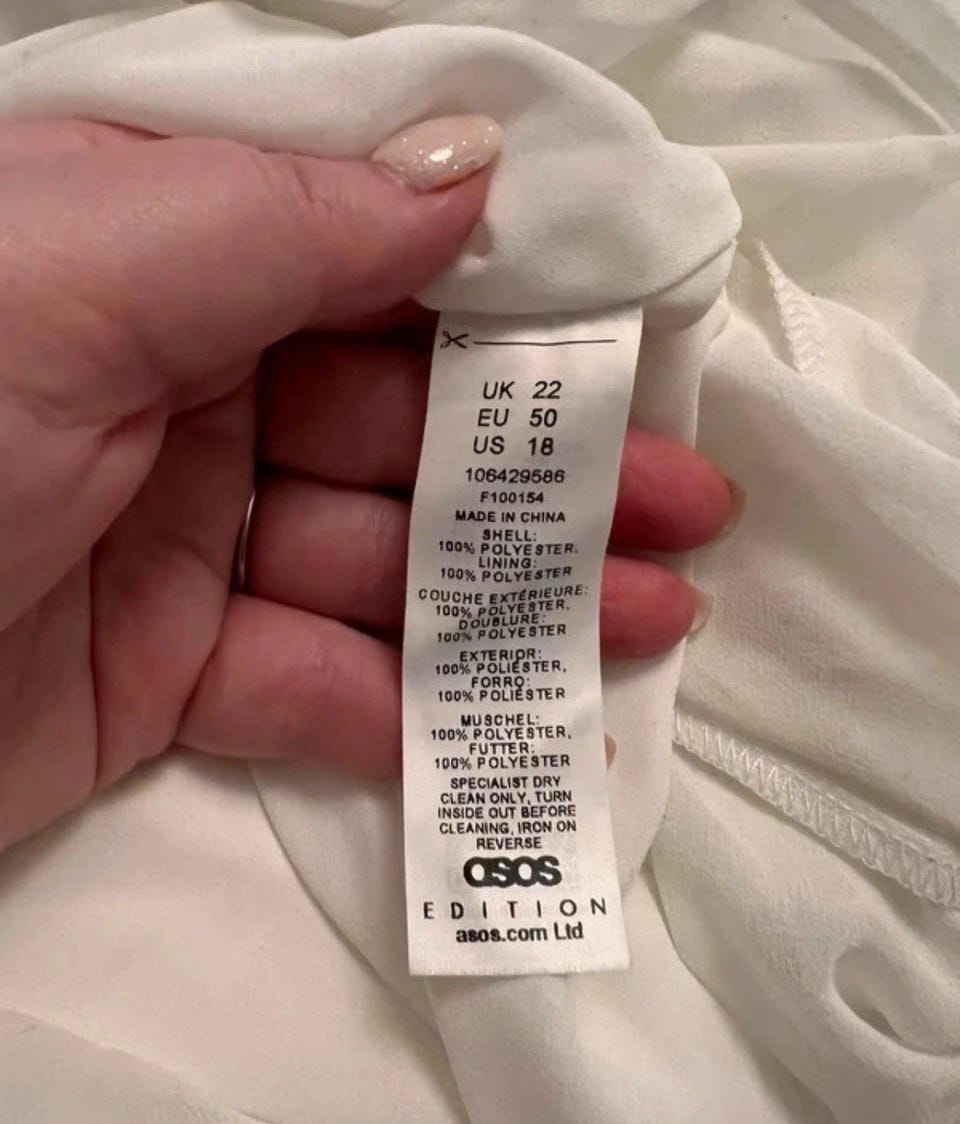 UK 22
EU 50
US 18
106429586
F100154
MADE IN CHINA
SHELL:
100% POLYESTER,
LINING:
100% POLYESTER
COUCHE EXTÉRIEURE:
100% POLYESTER,
DOUBLURE:
100% POLYESTER
EXTERIOR:
100% POLIÉSTER,
FORRO:
100% POLIÉSTER
MUSCHEL:
100% POLYESTER,
FUTTER:
100% POLYESTER
SPECIALIST DRY
CLEAN ONLY, TURN
INSIDE OUT BEFORE
CLEANING, IRON ON
REVERSE
asos
EDITION
asos.com Ltd